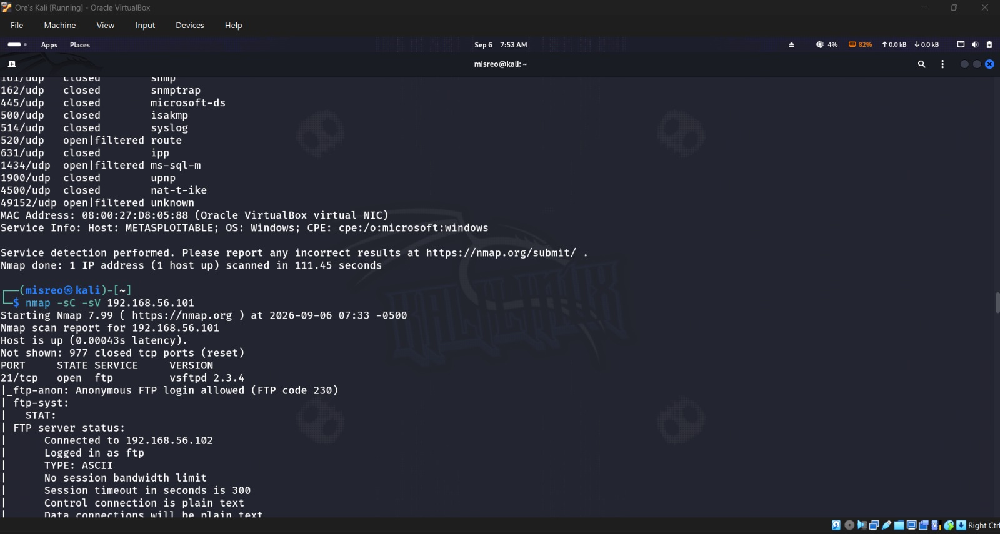 Ore's Kali [Running] - Oracle VirtualBox
File Machine View Input Devices Help
Apps Places Sep 6 7:53 AM 4% 82% ↑0.0 kB ↓0.0 kB
misreo@kali: ~
161/udp closed snmp
162/udp closed snmptrap
445/udp closed microsoft-ds
500/udp closed isakmp
514/udp closed syslog
520/udp open|filtered route
631/udp closed ipp
1434/udp open|filtered ms-sql-m
1900/udp closed upnp
4500/udp closed nat-t-ike
49152/udp open|filtered unknown
MAC Address: 08:00:27:D8:05:88 (Oracle VirtualBox virtual NIC)
Service Info: Host: METASPLOITABLE; OS: Windows; CPE: cpe:/o:microsoft:windows
Service detection performed. Please report any incorrect results at https://nmap.org/submit/ .
Nmap done: 1 IP address (1 host up) scanned in 111.45 seconds
┌──(misreo㉿kali)-[~]
└─$ nmap -sC -sV 192.168.56.101
Starting Nmap 7.99 ( https://nmap.org ) at 2026-09-06 07:33 -0500
Nmap scan report for 192.168.56.101
Host is up (0.00043s latency).
Not shown: 977 closed tcp ports (reset)
PORT STATE SERVICE VERSION
21/tcp open ftp vsftpd 2.3.4
|_ftp-anon: Anonymous FTP login allowed (FTP code 230)
| ftp-syst:
| STAT:
| FTP server status:
| Connected to 192.168.56.102
| Logged in as ftp
| TYPE: ASCII
| No session bandwidth limit
| Session timeout in seconds is 300
| Control connection is plain text
| Data connections will be plain text
KALI LINUX
Right Ctrl